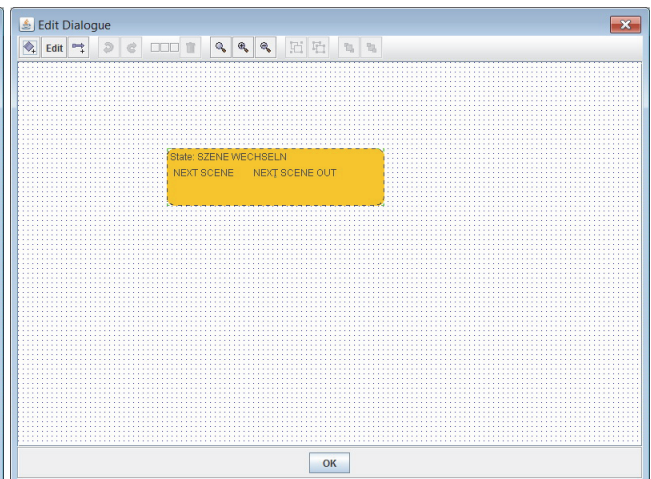 Edit Dialogue
Edit
State: SZENE WECHSELN
NEXT SCENE NEXT SCENE OUT
OK